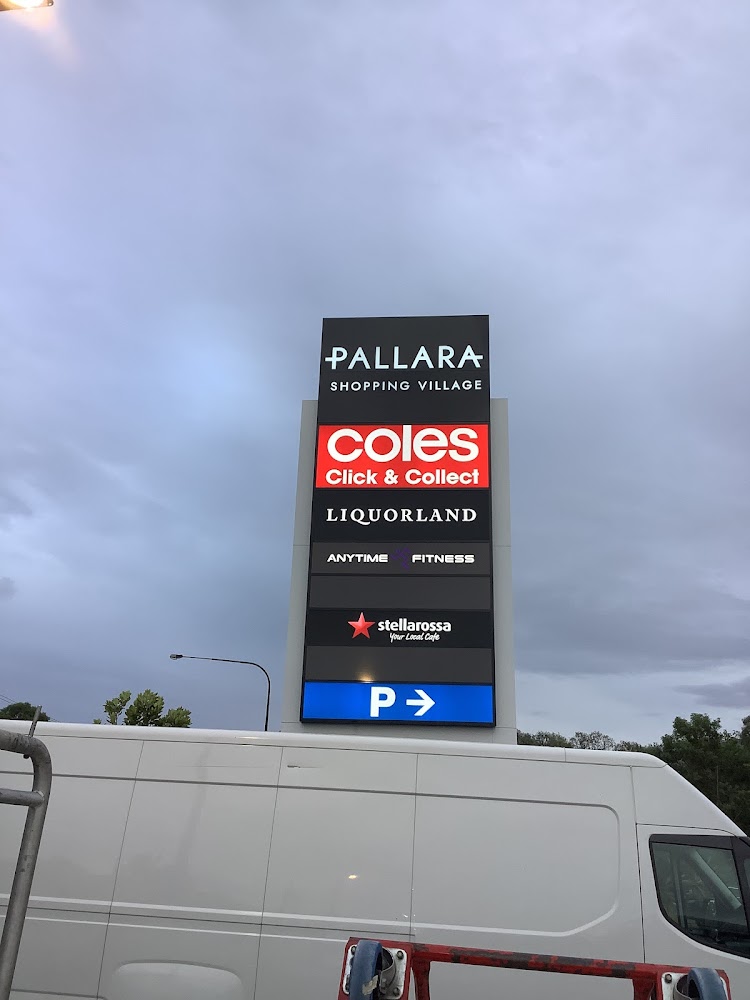 PALLARA
SHOPPING VILLAGE
coles
Click & Collect
LIQUORLAND
ANYTIME FITNESS
stellarossa
Your Local Cafe
P →